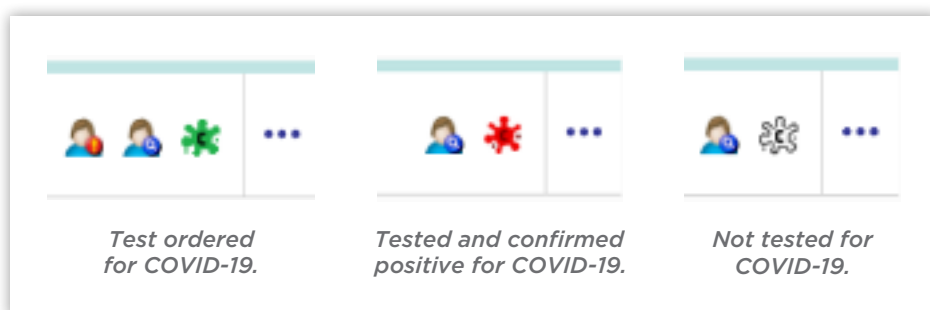 C
C
C
Test ordered
for COVID-19.
Tested and confirmed
positive for COVID-19.
Not tested for
COVID-19.